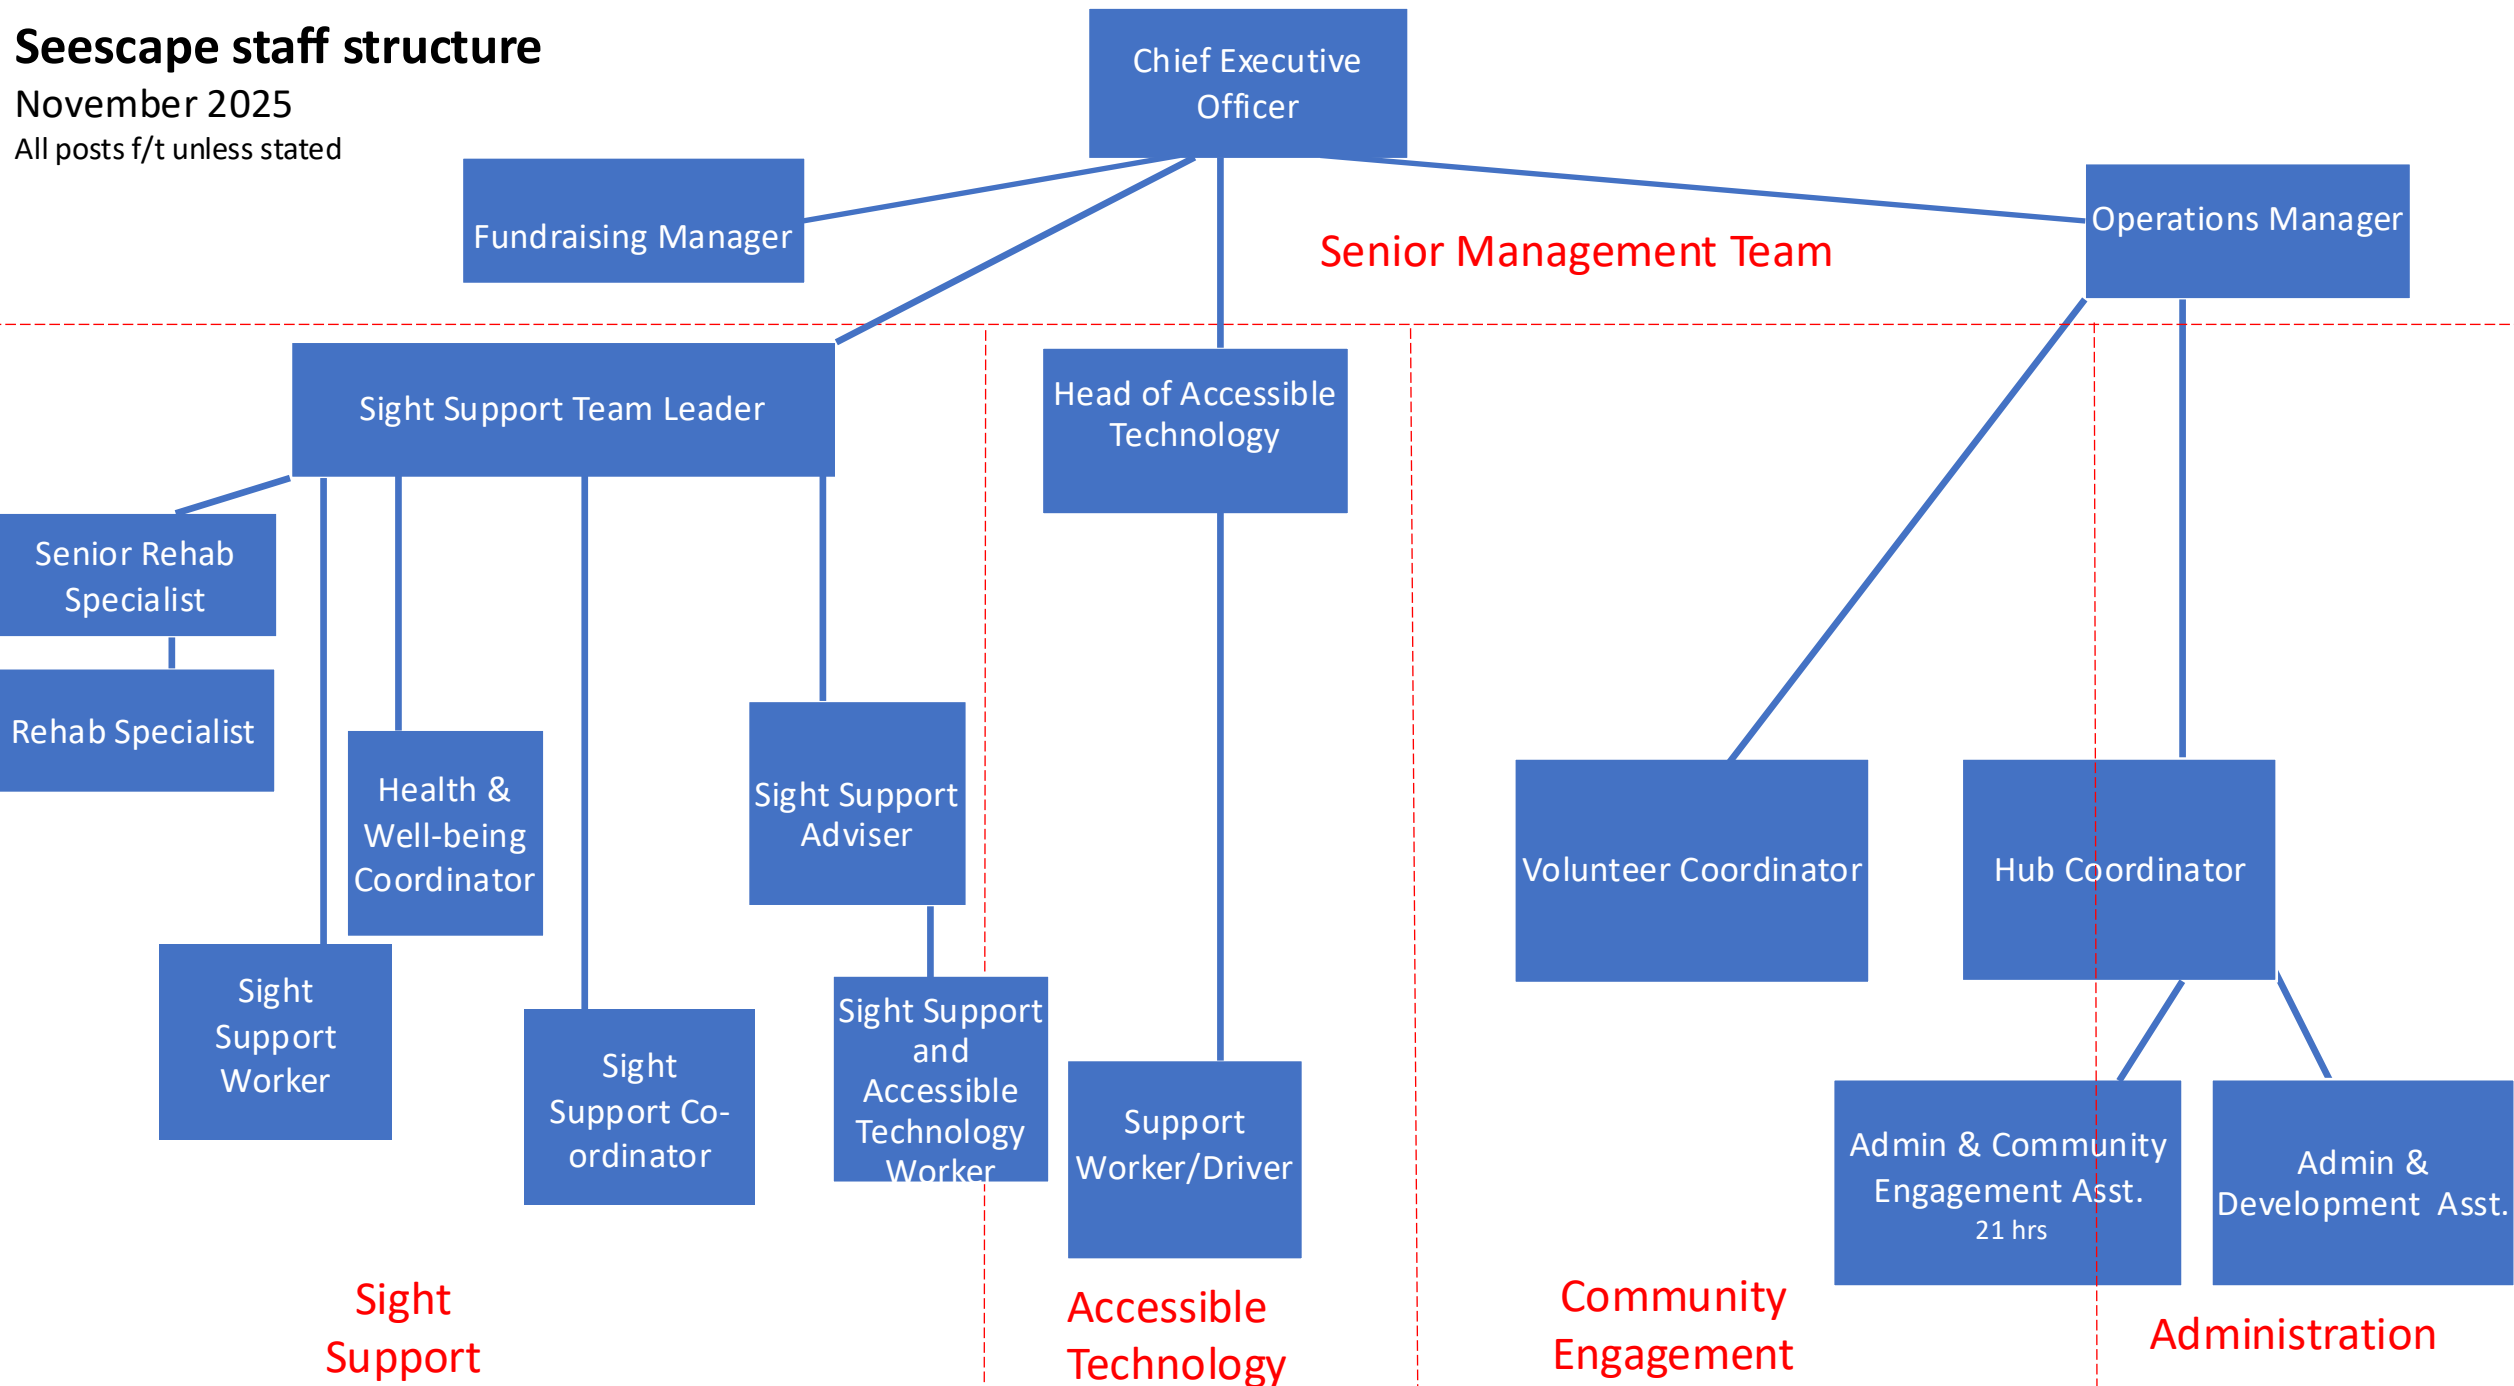 Seescape staff structure
November 2025
All posts f/t unless stated
Chief Executive
Officer
Fundraising Manager
Operations Manager
Senior Management Team
Sight Support Team Leader
Head of Accessible
Technology
Senior Rehab
Specialist
Rehab Specialist
Health &
Well-being
Coordinator
Sight Support
Adviser
Volunteer Coordinator
Hub Coordinator
Sight
Support
Worker
Sight
Support Co-
ordinator
Sight Support
and
Accessible
Technology
Worker
Support
Worker/Driver
Admin & Community
Engagement Asst.
21 hrs
Admin &
Development Asst.
Sight
Support
Accessible
Technology
Community
Engagement
Administration